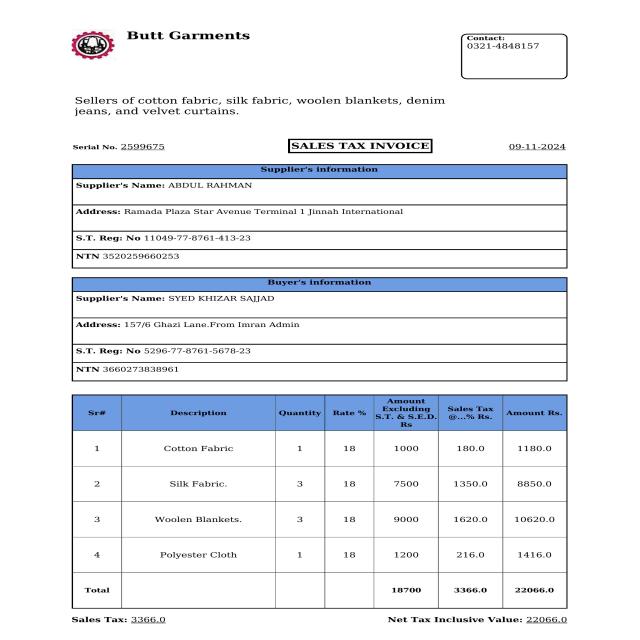 Butt Garments
Contact:
0321-4848157
Sellers of cotton fabric, silk fabric, woolen blankets, denim
jeans, and velvet curtains.
Serial No. 2599675 SALES TAX INVOICE 09-11-2024
Supplier's information
Supplier's Name: ABDUL RAHMAN
Address: Ramada Plaza Star Avenue Terminal 1 Jinnah International
S.T. Reg: No 11049-77-8761-413-23
NTN 3520259660253
Buyer's information
Supplier's Name: SYED KHIZAR SAJJAD
Address: 157/6 Ghazi Lane.From Imran Admin
S.T. Reg: No 5296-77-8761-5678-23
NTN 3660273838961
Sr# Description Quantity Rate % Amount Excluding S.T. & S.E.D. Rs Sales Tax @...% Rs. Amount Rs.
1 Cotton Fabric 1 18 1000 180.0 1180.0
2 Silk Fabric. 3 18 7500 1350.0 8850.0
3 Woolen Blankets. 3 18 9000 1620.0 10620.0
4 Polyester Cloth 1 18 1200 216.0 1416.0
Total 18700 3366.0 22066.0
Sales Tax: 3366.0 Net Tax Inclusive Value: 22066.0